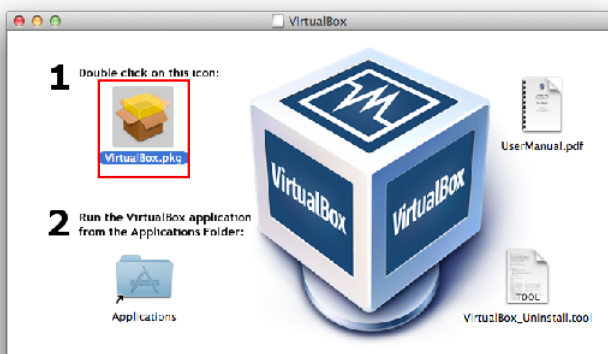 VirtualBox
1 Double click on this icon:
VirtualBox.pkg
UserManual.pdf
VirtualBox
VirtualBox
2 Run the VirtualBox application
from the Applications Folder:
TOOL
Applications
VirtualBox_Uninstall.tool